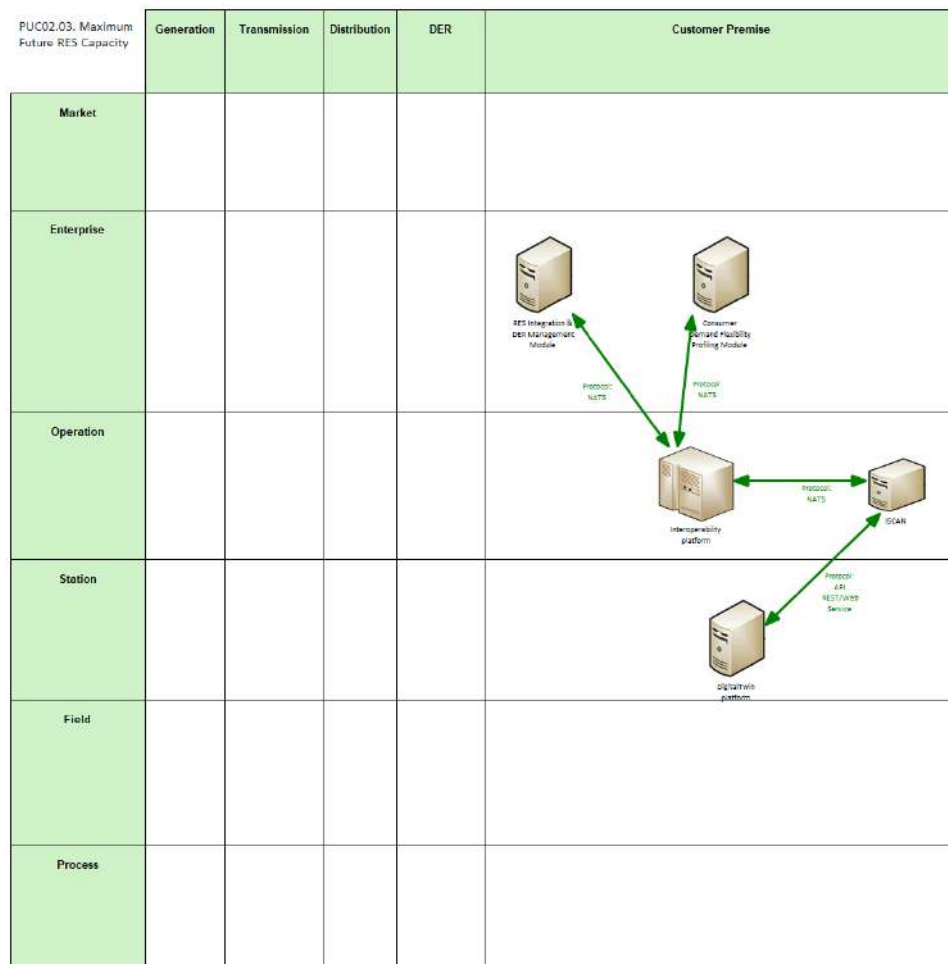 PUC02.03. Maximum
Future RES Capacity
Generation
Transmission
Distribution
DER
Customer Premise
Market
Enterprise
RES Integration &
DER Management
Module
Consumer
Demand Flexibility
Profiling Module
Protocol:
NATS
Protocol:
NATS
Operation
Interoperability
platform
Protocol:
NATS
ISCAN
Station
Protocol:
API
REST/Web
Service
DigitalTwin
platform
Field
Process